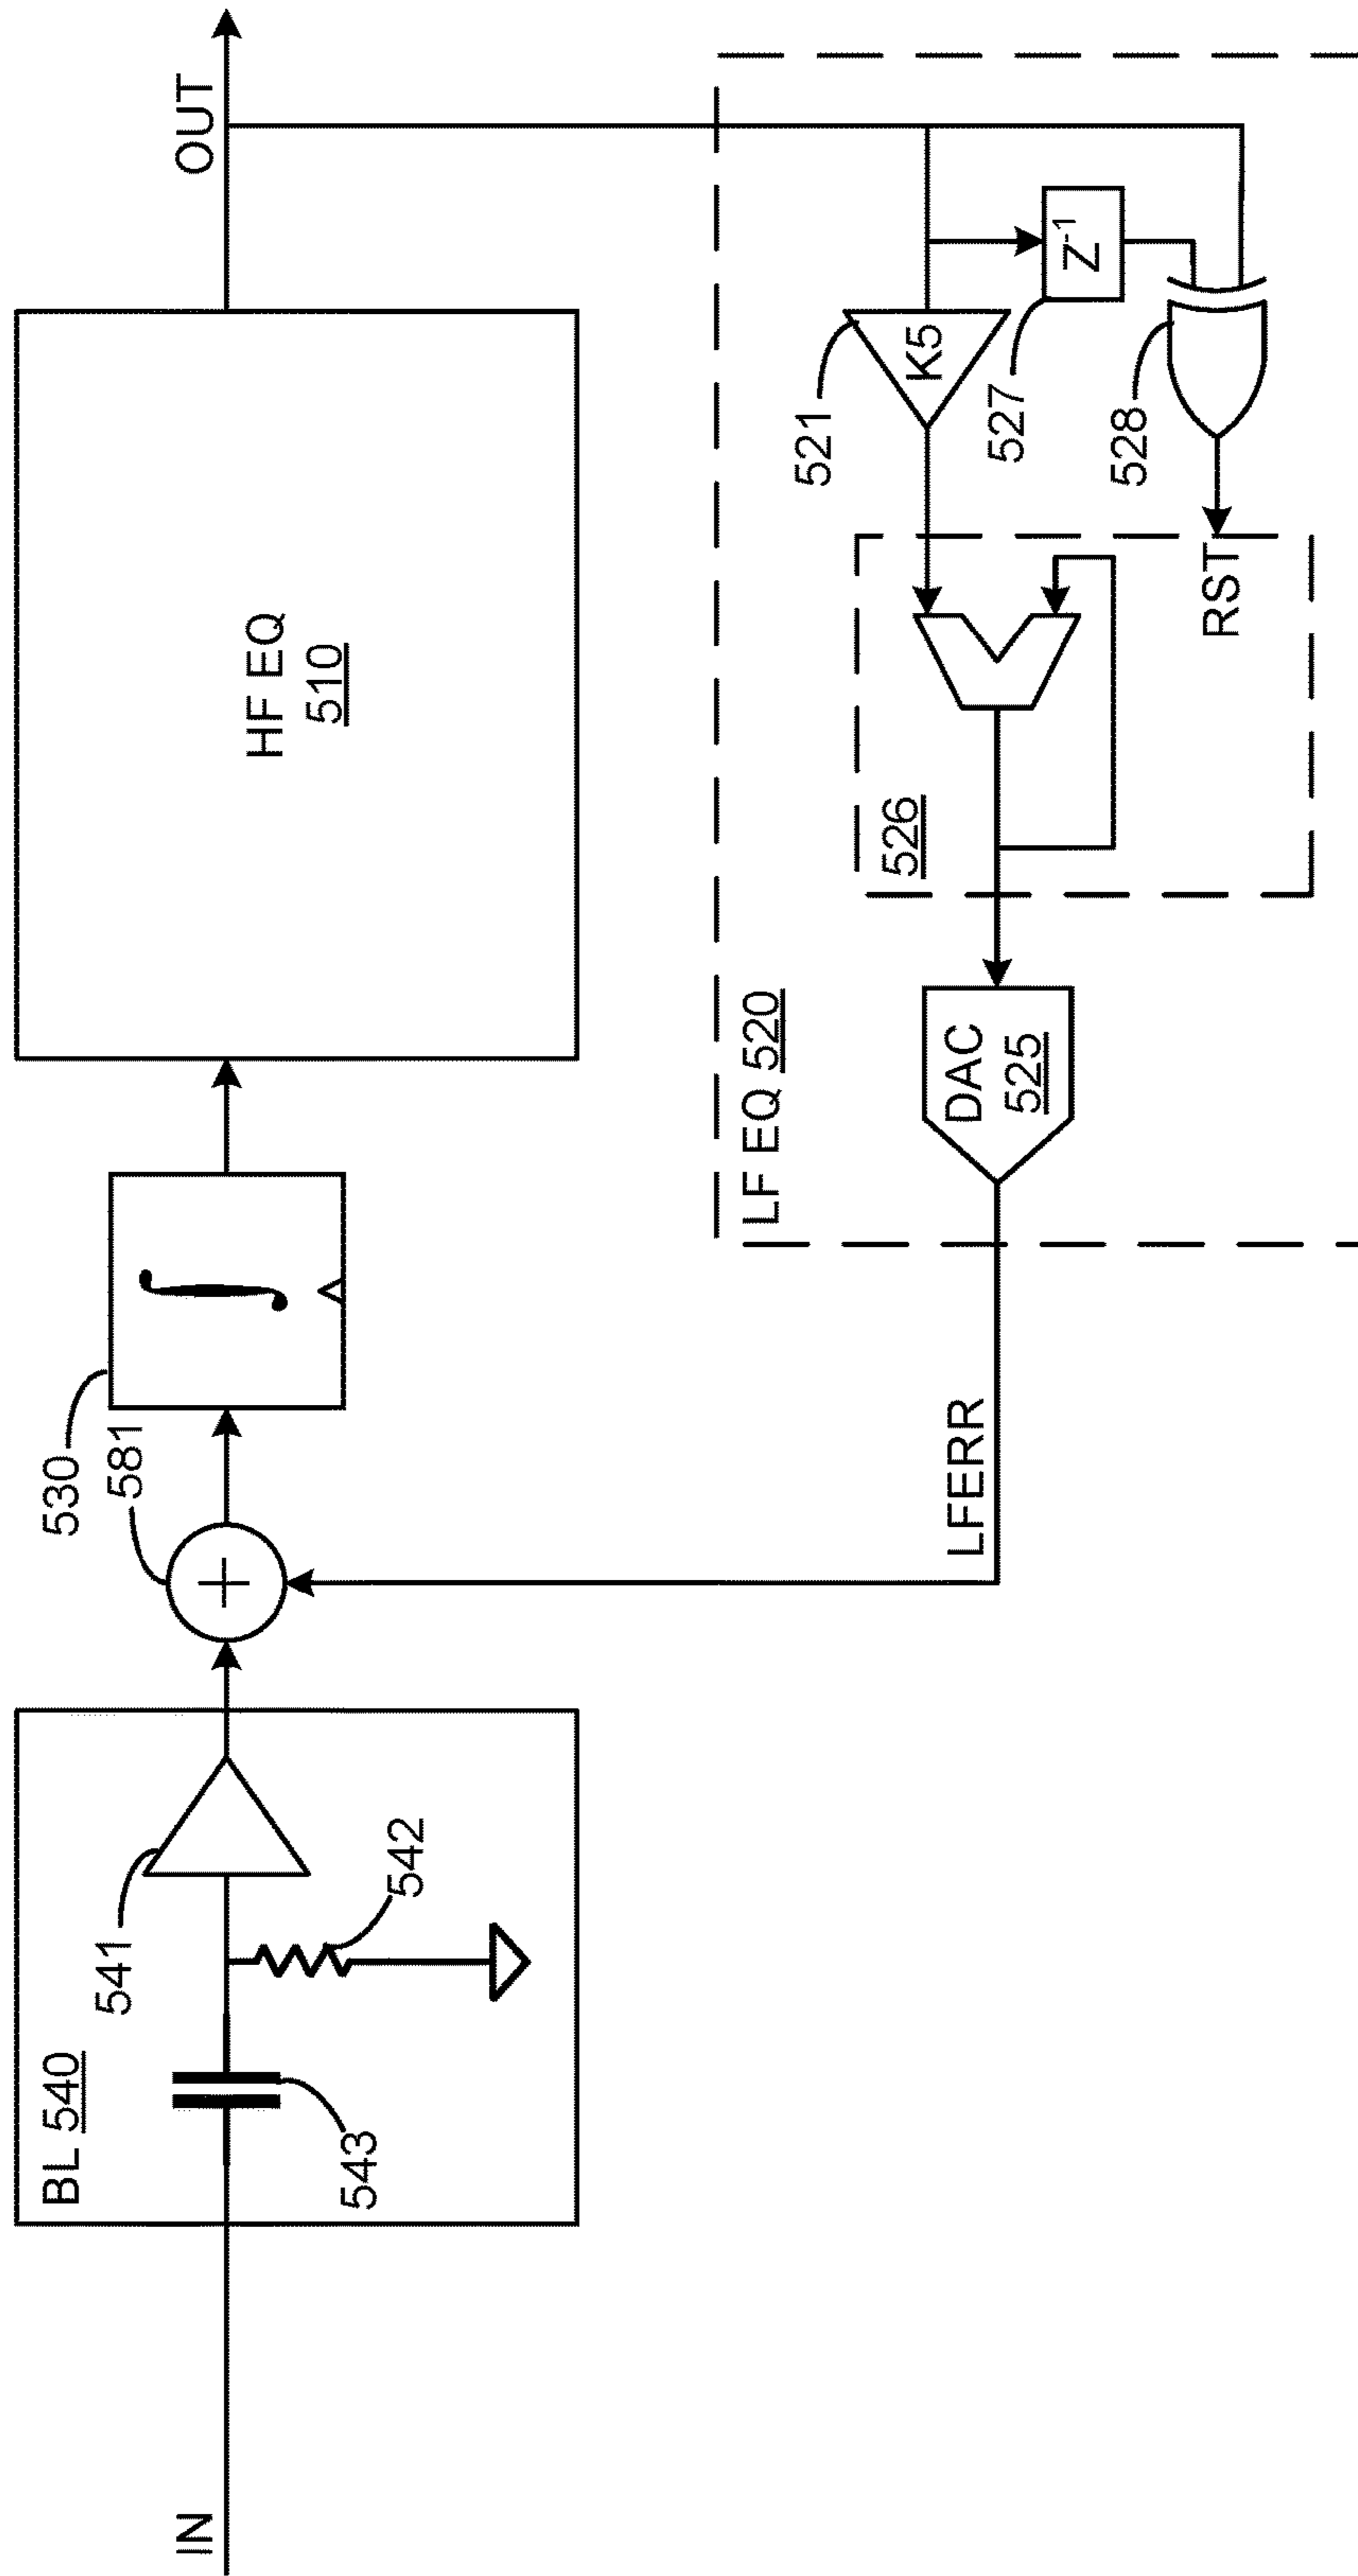 IN
BL 540
543
542
541
581
530
HF EQ
510
OUT
LFERR
LF EQ 520
DAC
525
526
RST
521
K5
527
Z-1
528